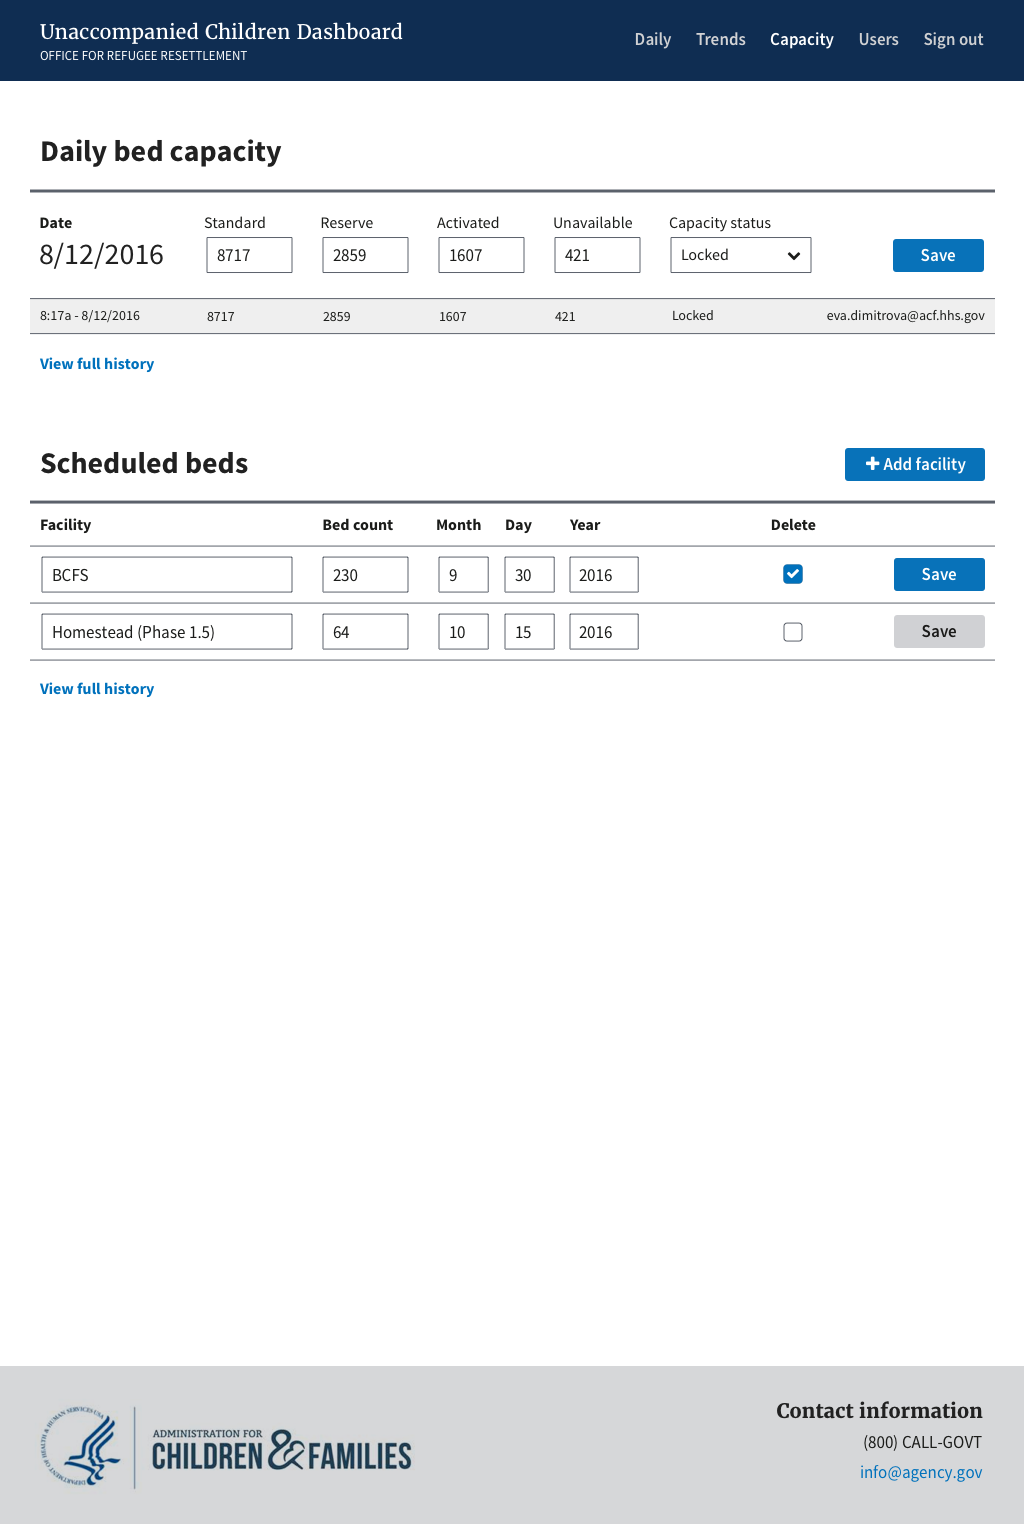 Unaccompanied Children Dashboard
OFFICE FOR REFUGEE RESETTLEMENT
Daily Trends Capacity Users Sign out
Daily bed capacity
Date Standard Reserve Activated Unavailable Capacity status
8/12/2016 8717 2859 1607 421 Locked Save
8:17a - 8/12/2016 8717 2859 1607 421 Locked eva.dimitrova@acf.hhs.gov
View full history
Scheduled beds
Add facility
Facility Bed count Month Day Year Delete
BCFS 230 9 30 2016 Save
Homestead (Phase 1.5) 64 10 15 2016 Save
View full history
DEPARTMENT OF HEALTH & HUMAN SERVICES USA
ADMINISTRATION FOR
CHILDREN & FAMILIES
Contact information
(800) CALL-GOVT
info@agency.gov